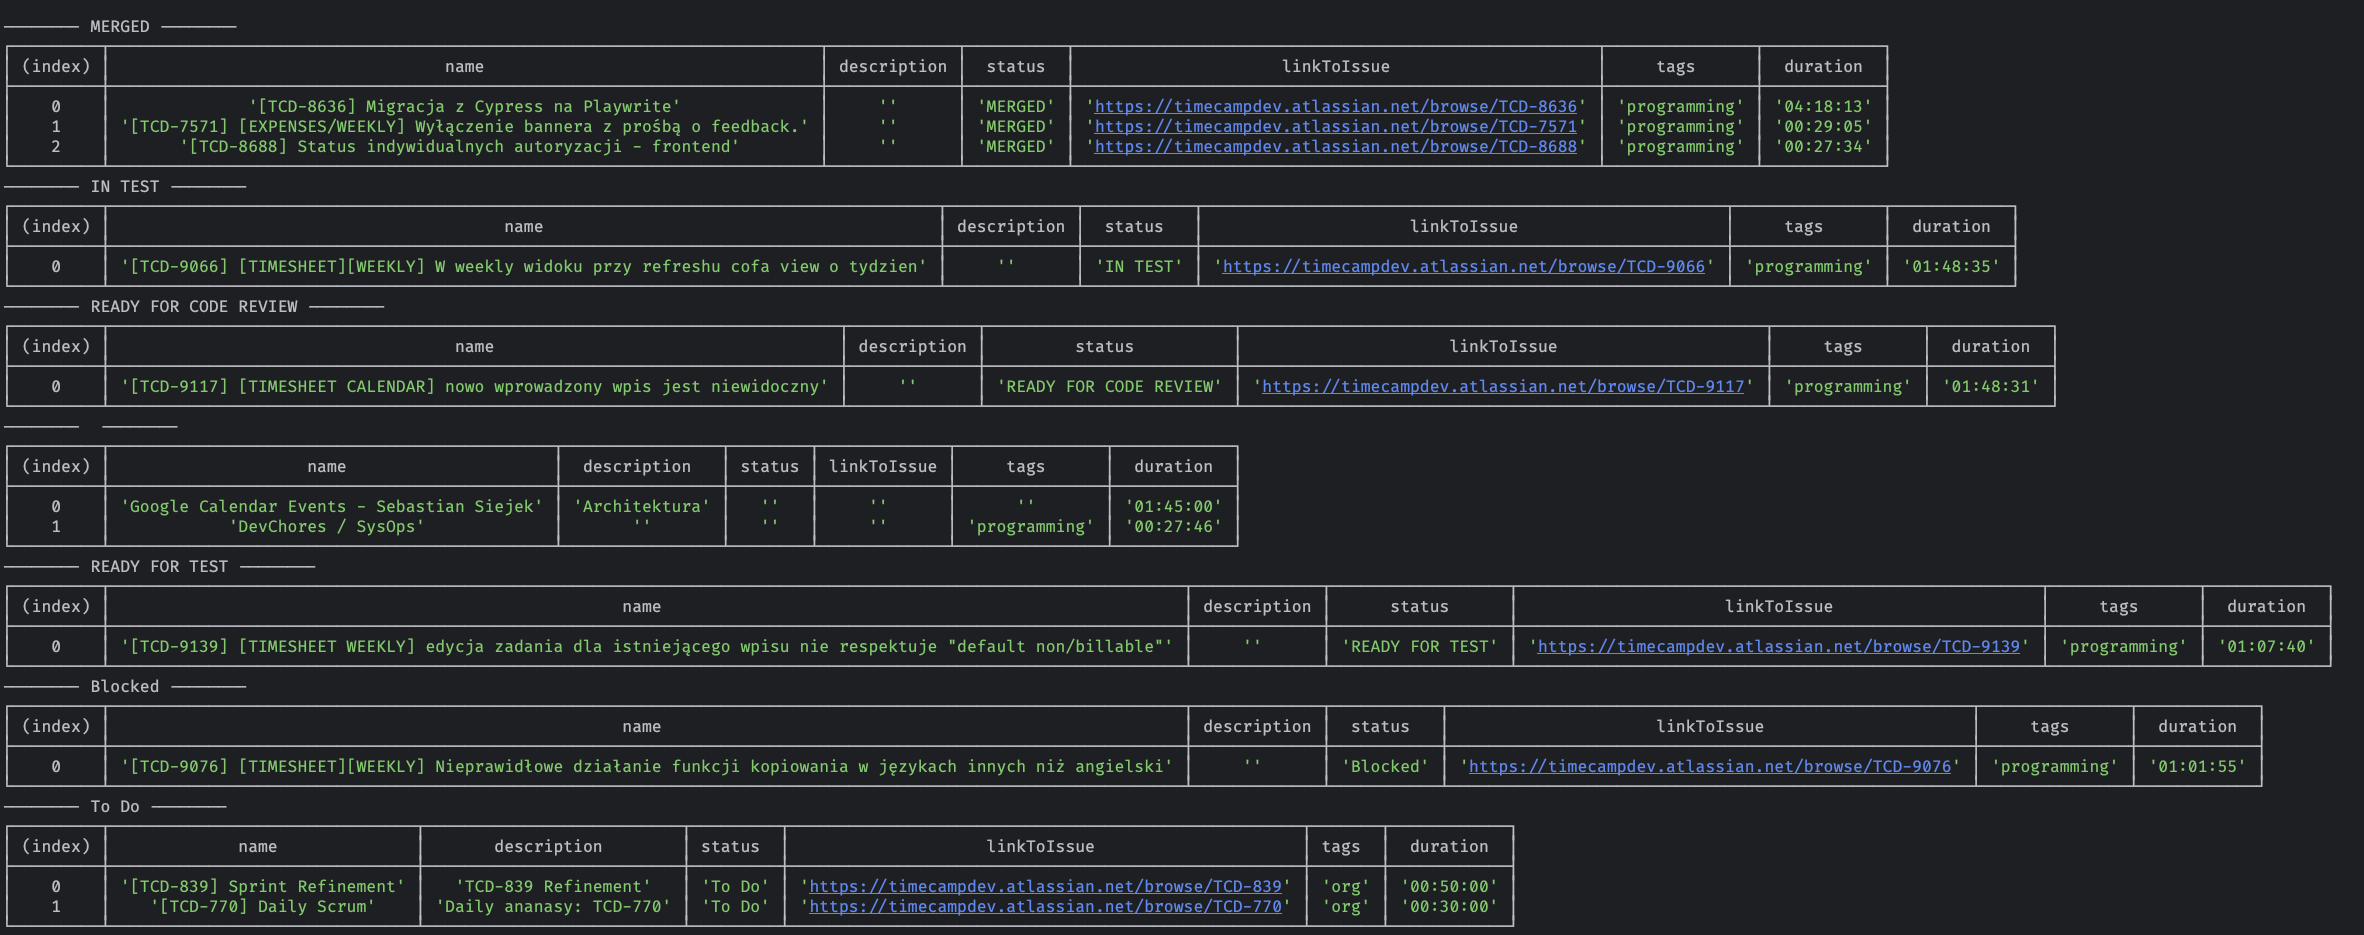 ──────── MERGED ────────
(index) name description status linkToIssue tags duration
0 '[TCD-8636] Migracja z Cypress na Playwrite' '' 'MERGED' 'https://timecampdev.atlassian.net/browse/TCD-8636' 'programming' '04:18:13'
1 '[TCD-7571] [EXPENSES/WEEKLY] Wyłączenie bannera z prośbą o feedback.' '' 'MERGED' 'https://timecampdev.atlassian.net/browse/TCD-7571' 'programming' '00:29:05'
2 '[TCD-8688] Status indywidualnych autoryzacji - frontend' '' 'MERGED' 'https://timecampdev.atlassian.net/browse/TCD-8688' 'programming' '00:27:34'
──────── IN TEST ────────
(index) name description status linkToIssue tags duration
0 '[TCD-9066] [TIMESHEET][WEEKLY] W weekly widoku przy refreshu cofa view o tydzien' '' 'IN TEST' 'https://timecampdev.atlassian.net/browse/TCD-9066' 'programming' '01:48:35'
──────── READY FOR CODE REVIEW ────────
(index) name description status linkToIssue tags duration
0 '[TCD-9117] [TIMESHEET CALENDAR] nowo wprowadzony wpis jest niewidoczny' '' 'READY FOR CODE REVIEW' 'https://timecampdev.atlassian.net/browse/TCD-9117' 'programming' '01:48:31'
──────── ────────
(index) name description status linkToIssue tags duration
0 'Google Calendar Events - Sebastian Siejek' 'Architektura' '' '' '' '01:45:00'
1 'DevChores / SysOps' '' '' '' 'programming' '00:27:46'
──────── READY FOR TEST ────────
(index) name description status linkToIssue tags duration
0 '[TCD-9139] [TIMESHEET WEEKLY] edycja zadania dla istniejącego wpisu nie respektuje "default non/billable"' '' 'READY FOR TEST' 'https://timecampdev.atlassian.net/browse/TCD-9139' 'programming' '01:07:40'
──────── Blocked ────────
(index) name description status linkToIssue tags duration
0 '[TCD-9076] [TIMESHEET][WEEKLY] Nieprawidłowe działanie funkcji kopiowania w językach innych niż angielski' '' 'Blocked' 'https://timecampdev.atlassian.net/browse/TCD-9076' 'programming' '01:01:55'
──────── To Do ────────
(index) name description status linkToIssue tags duration
0 '[TCD-839] Sprint Refinement' 'TCD-839 Refinement' 'To Do' 'https://timecampdev.atlassian.net/browse/TCD-839' 'org' '00:50:00'
1 '[TCD-770] Daily Scrum' 'Daily ananasy: TCD-770' 'To Do' 'https://timecampdev.atlassian.net/browse/TCD-770' 'org' '00:30:00'